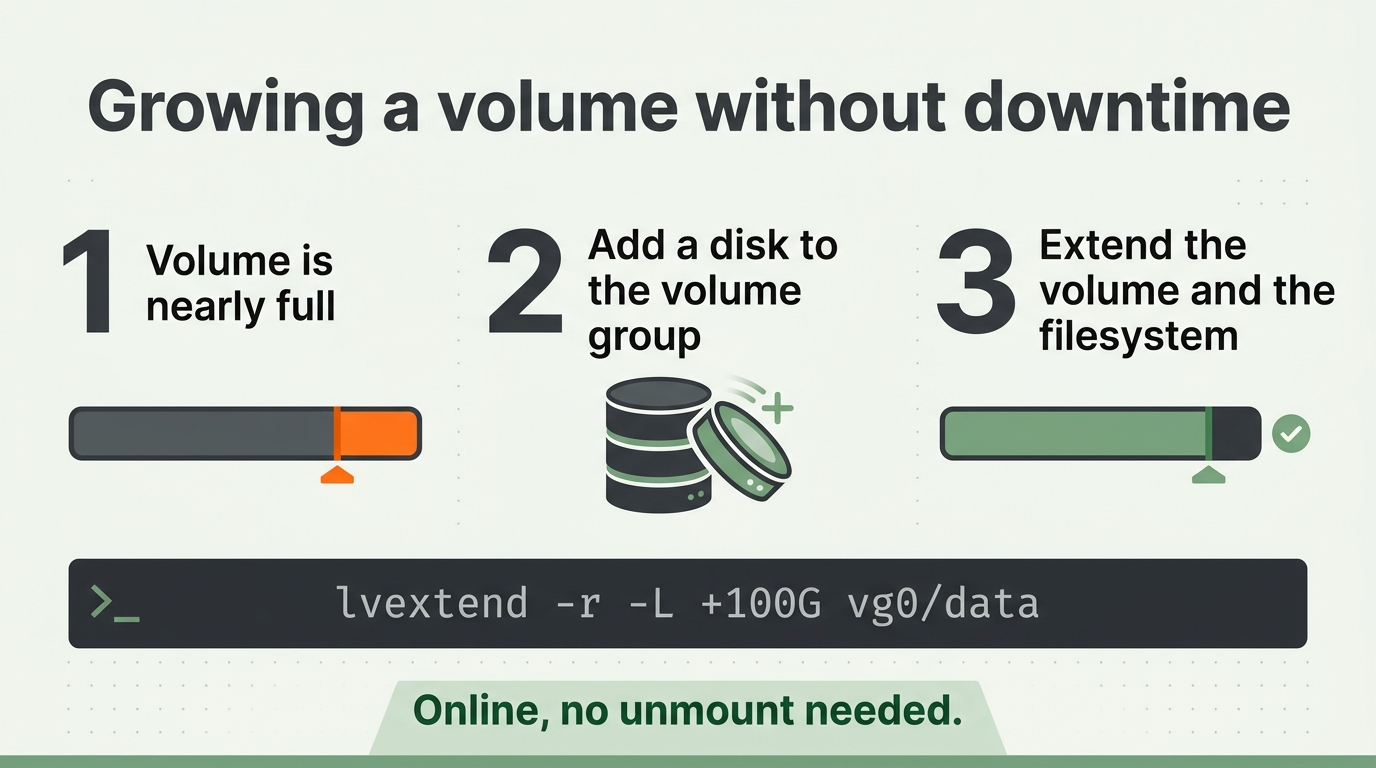 Growing a volume without downtime
1
Volume is
nearly full
2
Add a disk to
the volume
group
3
Extend the
volume and the
filesystem
>_
lvextend -r -L +100G vg0/data
Online, no unmount needed.